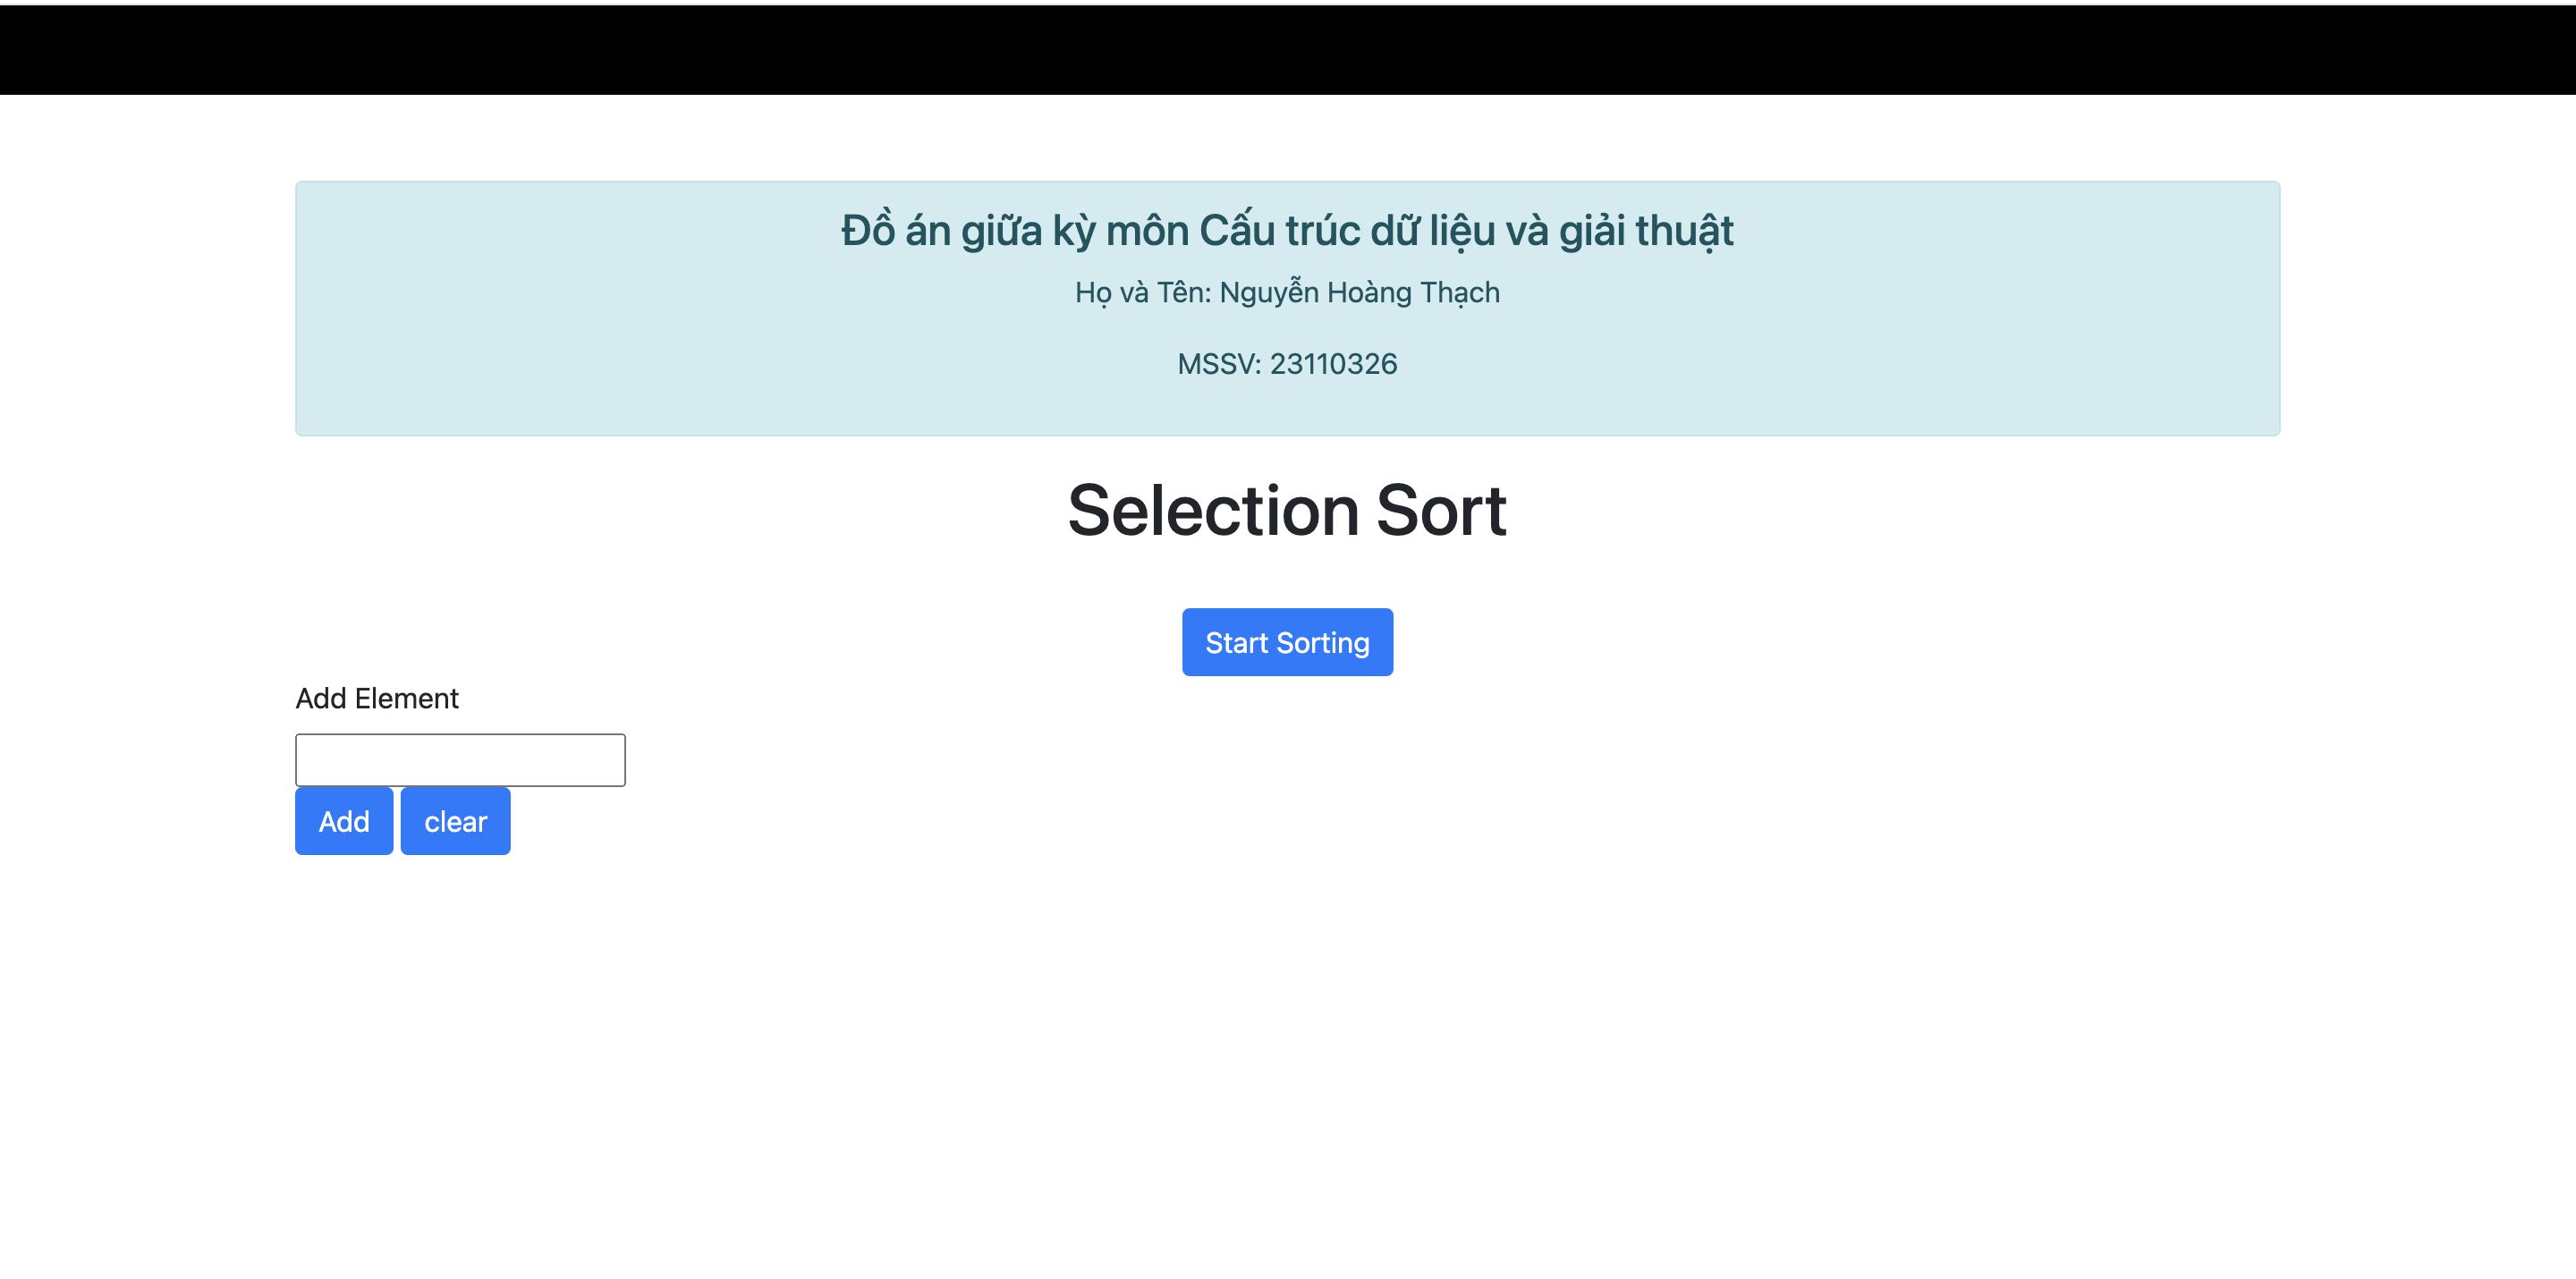 Đồ án giữa kỳ môn Cấu trúc dữ liệu và giải thuật
Họ và Tên: Nguyễn Hoàng Thạch
MSSV: 23110326
Selection Sort
Start Sorting
Add Element
Add clear